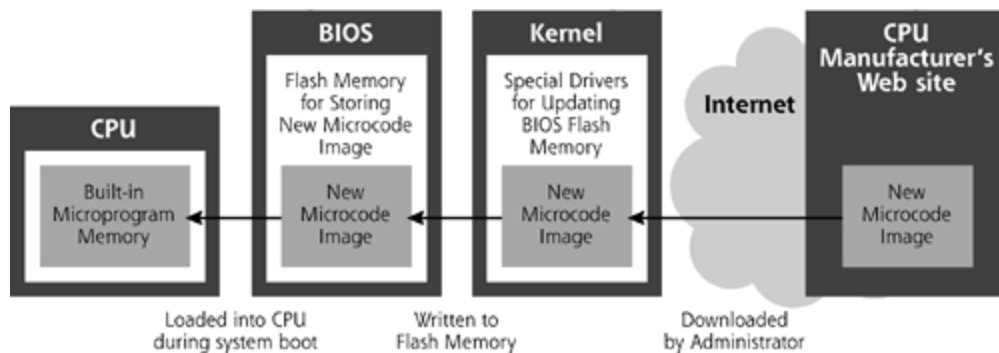 CPU
Built-in
Microprogram
Memory
BIOS
Flash Memory
for Storing
New Microcode
Image
New
Microcode
Image
Kernel
Special Drivers
for Updating
BIOS Flash
Memory
New
Microcode
Image
Internet
CPU
Manufacturer's
Web site
New
Microcode
Image
Loaded into CPU
during system boot
Written to
Flash Memory
Downloaded
by Administrator